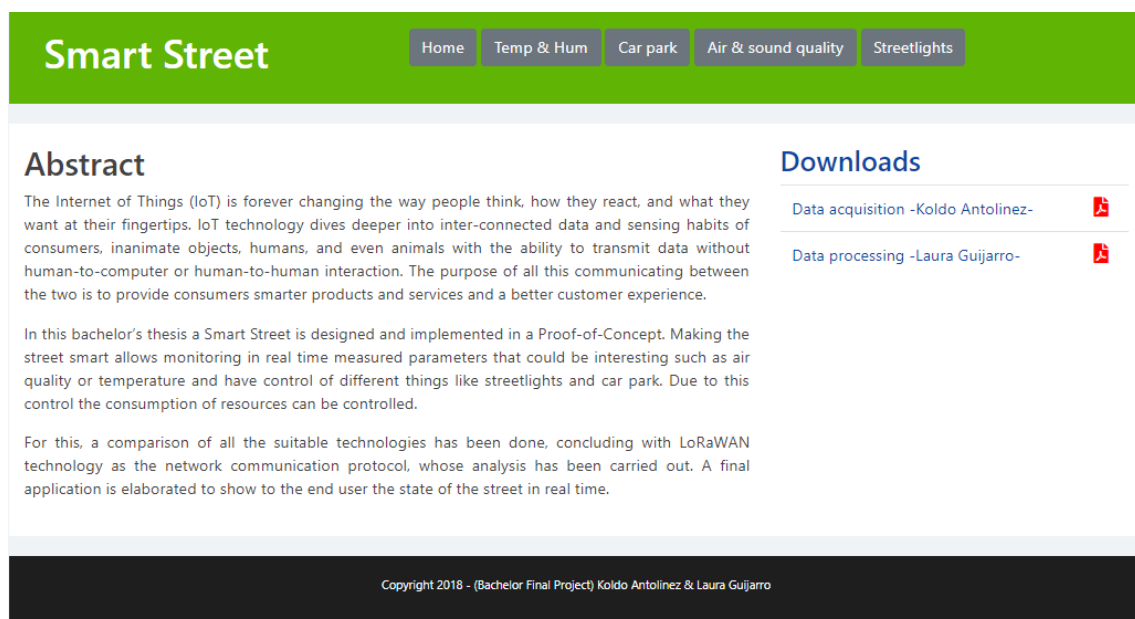 Smart Street
Home
Temp & Hum
Car park
Air & sound quality
Streetlights
Abstract
The Internet of Things (IoT) is forever changing the way people think, how they react, and what they
want at their fingertips. IoT technology dives deeper into inter-connected data and sensing habits of
consumers, inanimate objects, humans, and even animals with the ability to transmit data without
human-to-computer or human-to-human interaction. The purpose of all this communicating between
the two is to provide consumers smarter products and services and a better customer experience.
In this bachelor’s thesis a Smart Street is designed and implemented in a Proof-of-Concept. Making the
street smart allows monitoring in real time measured parameters that could be interesting such as air
quality or temperature and have control of different things like streetlights and car park. Due to this
control the consumption of resources can be controlled.
For this, a comparison of all the suitable technologies has been done, concluding with LoRaWAN
technology as the network communication protocol, whose analysis has been carried out. A final
application is elaborated to show to the end user the state of the street in real time.
Downloads
Data acquisition -Koldo Antolinez-
Data processing -Laura Guijarro-
Copyright 2018 - (Bachelor Final Project) Koldo Antolinez & Laura Guijarro